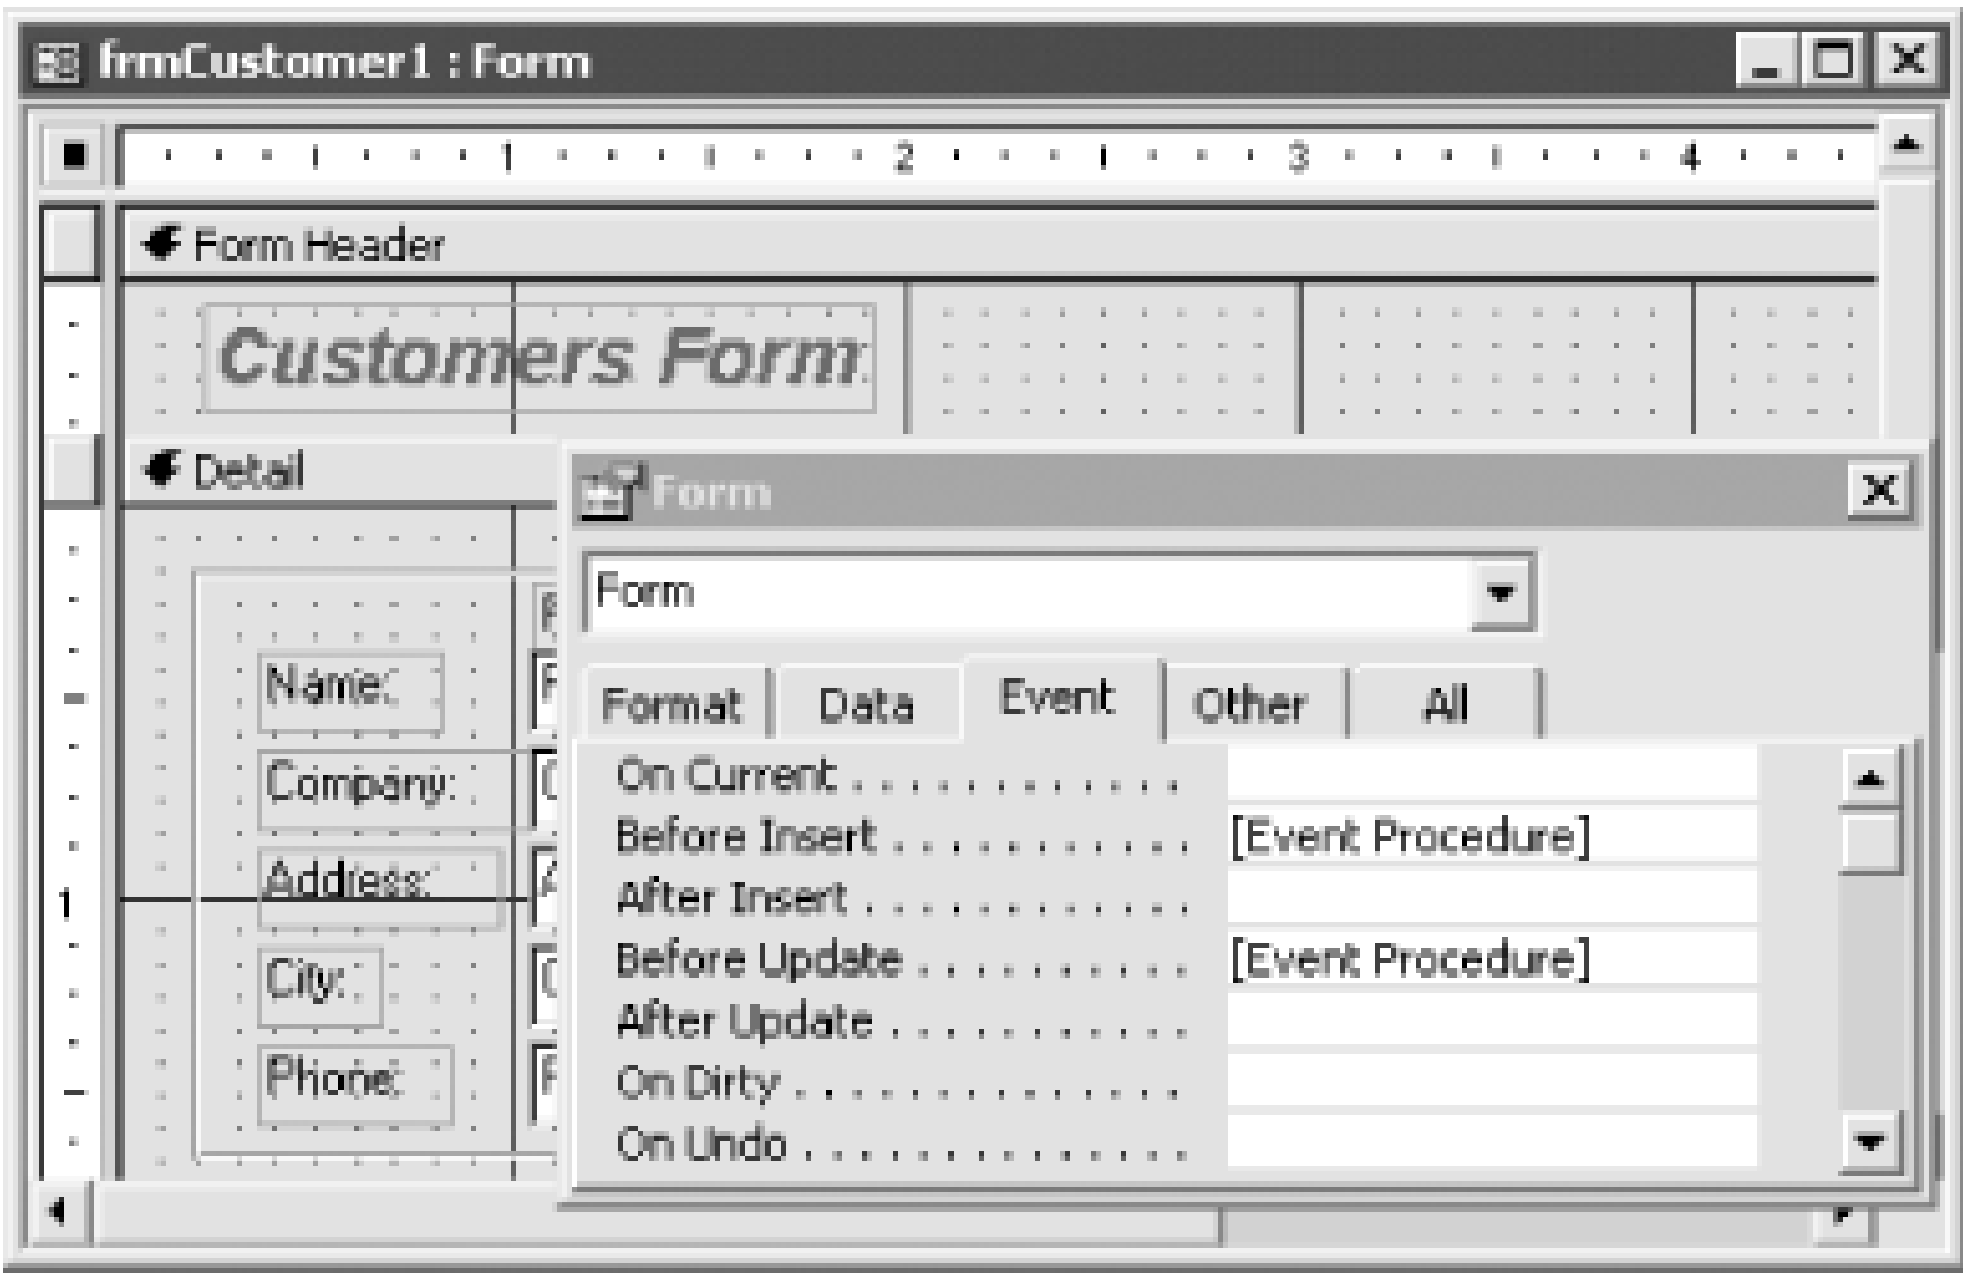 frmCustomer1 : Form
1 2 3 4
Form Header
Customers Form
Detail
Form
Form
Format Data Event Other All
Name:
Company:
Address:
City:
Phone:
1
On Current . . . . . . . . . . . .
Before Insert . . . . . . . . . . . [Event Procedure]
After Insert . . . . . . . . . . . .
Before Update . . . . . . . . . . [Event Procedure]
After Update . . . . . . . . . . .
On Dirty . . . . . . . . . . . . . .
On Undo . . . . . . . . . . . . . .